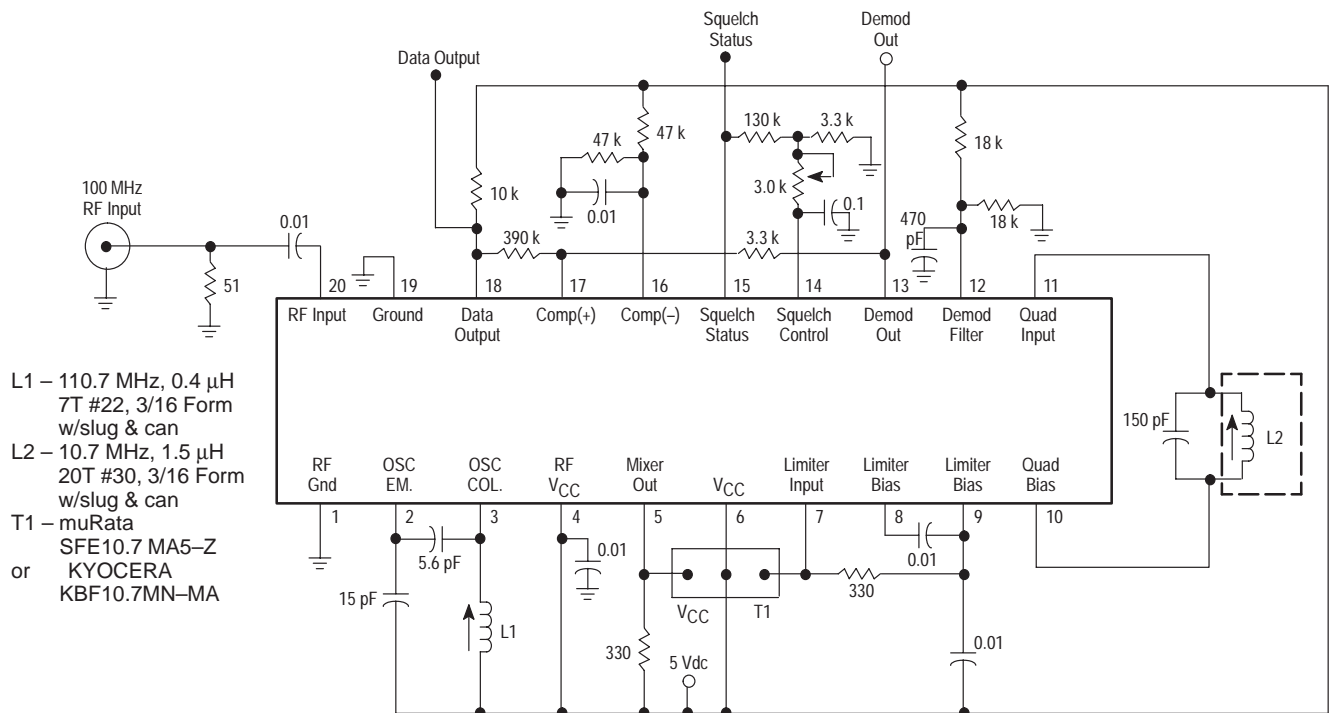 Squelch
Status
Demod
Out
Data Output
47 k
47 k
130 k
3.3 k
18 k
100 MHz
RF Input
0.01
10 k
0.01
3.0 k
0.1
470
pF
18 k
51
390 k
3.3 k
20
19
18
17
16
15
14
13
12
11
RF Input
Ground
Data
Output
Comp(+)
Comp(–)
Squelch
Status
Squelch
Control
Demod
Out
Demod
Filter
Quad
Input
L1 – 110.7 MHz, 0.4 μH
7T #22, 3/16 Form
w/slug & can
L2 – 10.7 MHz, 1.5 μH
20T #30, 3/16 Form
w/slug & can
T1 – muRata
SFE10.7 MA5–Z
or KYOCERA
KBF10.7MN–MA
150 pF
L2
RF
Gnd
OSC
EM.
OSC
COL.
RF
VCC
Mixer
Out
VCC
Limiter
Input
Limiter
Bias
Limiter
Bias
Quad
Bias
1
2
3
4
5
6
7
8
9
10
5.6 pF
0.01
0.01
15 pF
L1
VCC
T1
330
330
5 Vdc
0.01